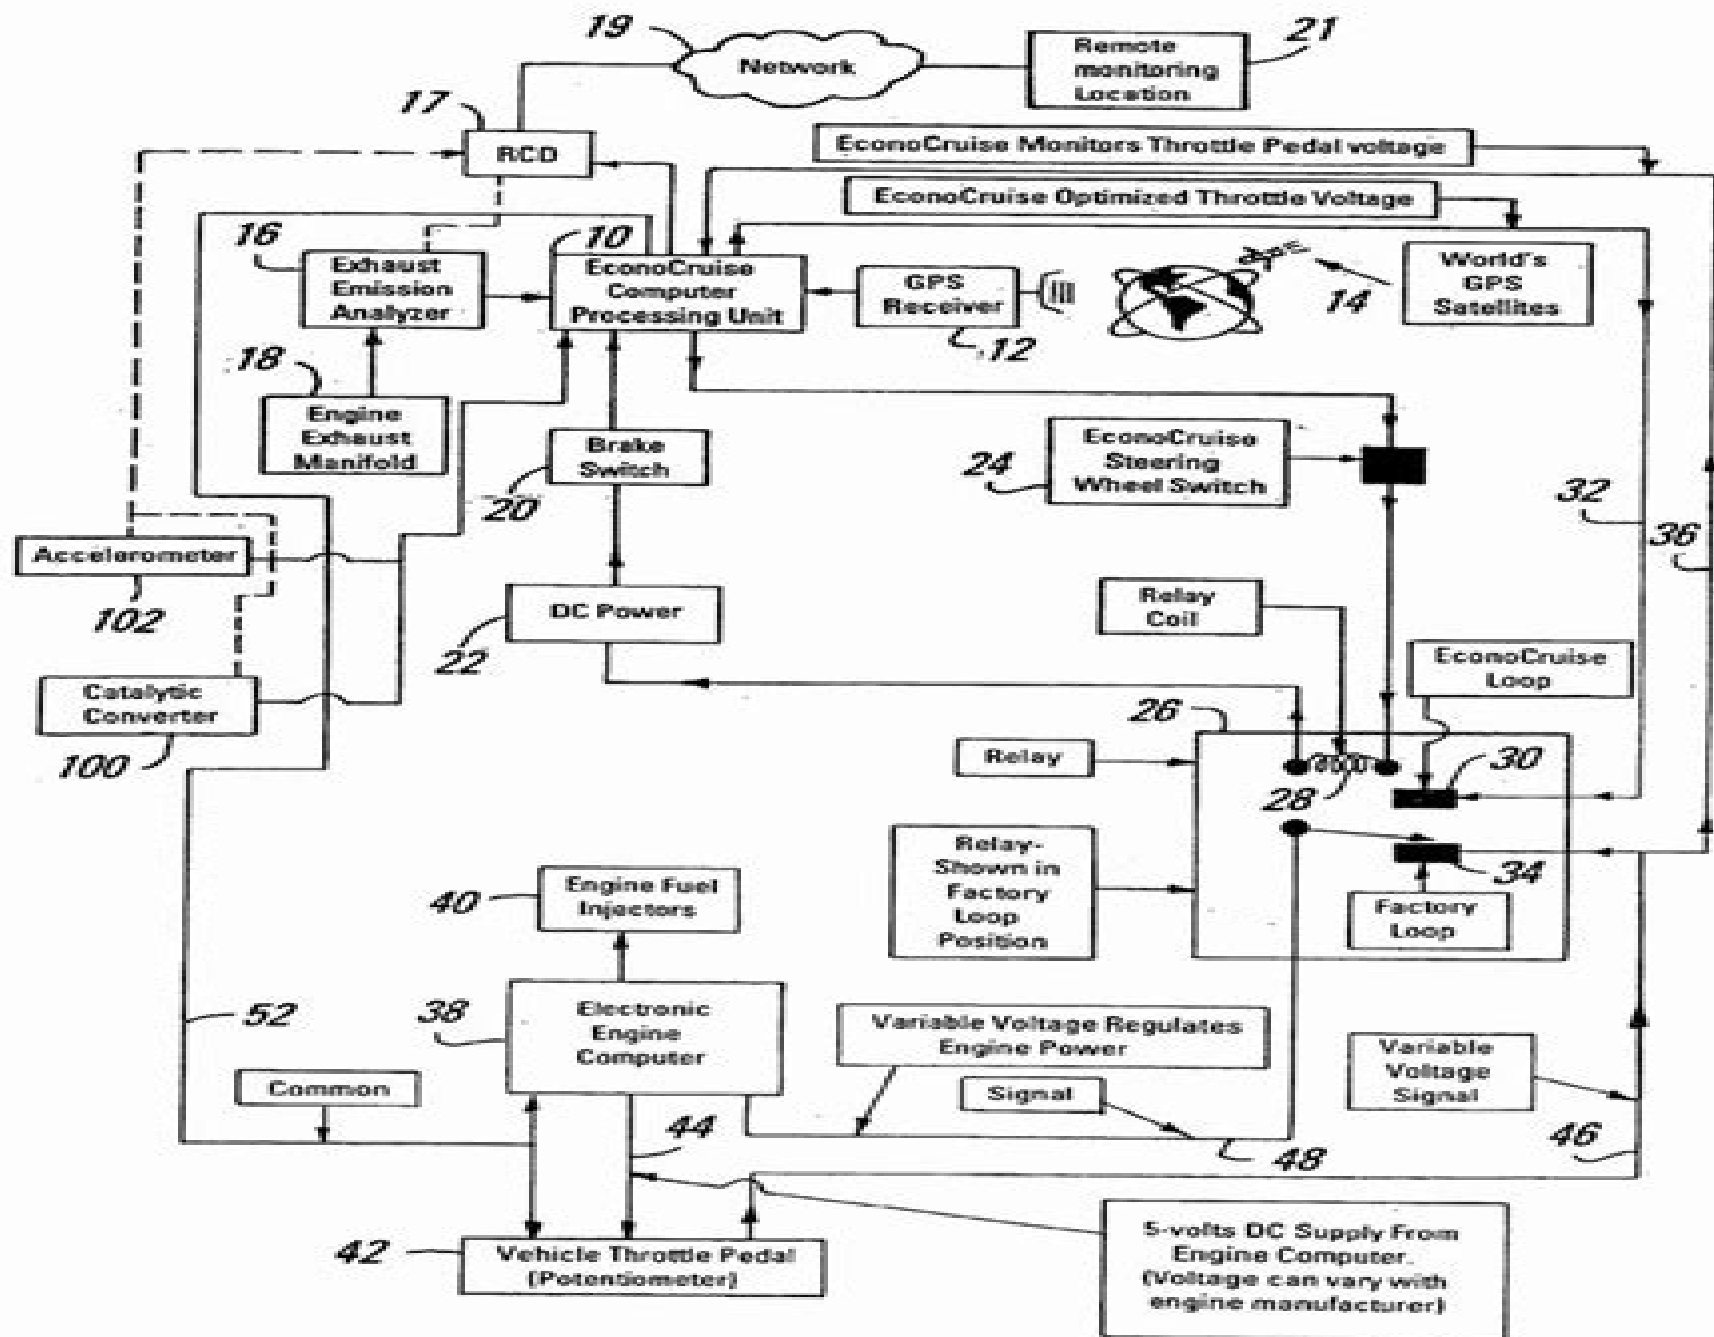 19
21
Network
Remote
monitoring
Location
17
RCD
EconoCruise Monitors Throttle Pedal voltage
EconoCruise Optimized Throttle Voltage
16
10
Exhaust
Emission
Analyzer
EconoCruise
Computer
Processing Unit
GPS
Receiver
12
14
World's
GPS
Satellites
18
Engine
Exhaust
Manifold
Brake
Switch
20
24
EconoCruise
Steering
Wheel Switch
32
36
Accelerometer
102
DC Power
22
Relay
Coil
EconoCruise
Loop
Catalytic
Converter
100
26
Relay
28
30
Relay-
Shown in
Factory
Loop
Position
34
Factory
Loop
40
Engine Fuel
Injectors
52
38
Electronic
Engine
Computer
Variable Voltage Regulates
Engine Power
Variable
Voltage
Signal
Common
Signal
44
48
46
42
Vehicle Throttle Pedal
(Potentiometer)
5-volts DC Supply From
Engine Computer.
(Voltage can vary with
engine manufacturer)